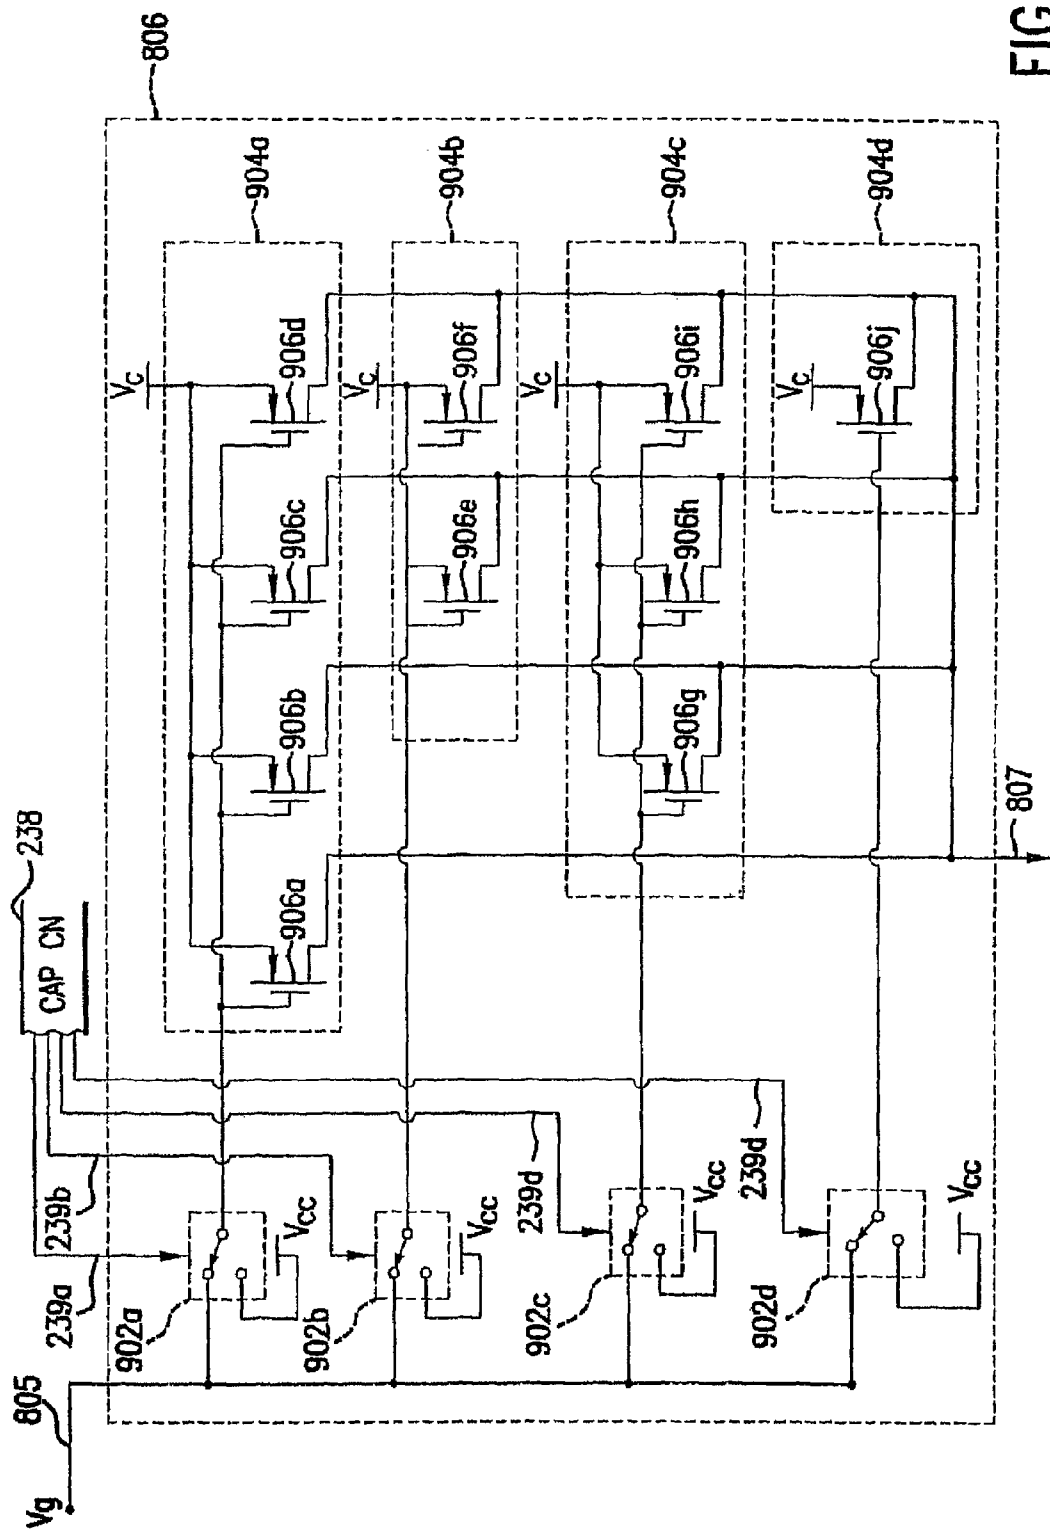 Vg
805
239a
239b
238
CAP CN
806
902a
VCC
902b
VCC
239d
902c
VCC
239d
902d
VCC
904a
VC
906a
906b
906c
906d
904b
VC
906e
906f
904c
VC
906g
906h
906i
904d
VC
906j
807
FIG